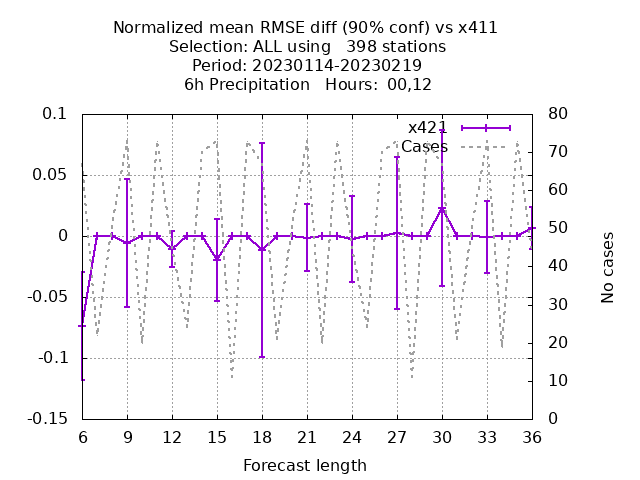 Normalized mean RMSE diff (90% conf) vs x411
Selection: ALL using   398 stations
Period: 20230114-20230219
6h Precipitation   Hours:  00,12
x421
Cases
0.1
0.05
0
-0.05
-0.1
-0.15
80
70
60
50
40
30
20
10
0
No cases
6 9 12 15 18 21 24 27 30 33 36
Forecast length